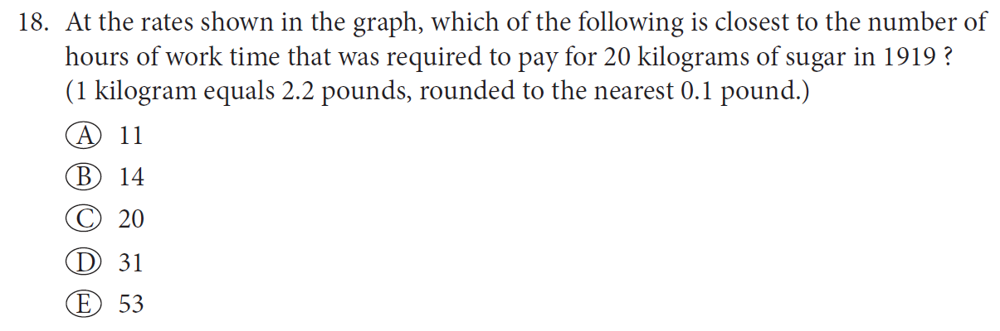 18. At the rates shown in the graph, which of the following is closest to the number of
hours of work time that was required to pay for 20 kilograms of sugar in 1919 ?
(1 kilogram equals 2.2 pounds, rounded to the nearest 0.1 pound.)
A 11
B 14
C 20
D 31
E 53